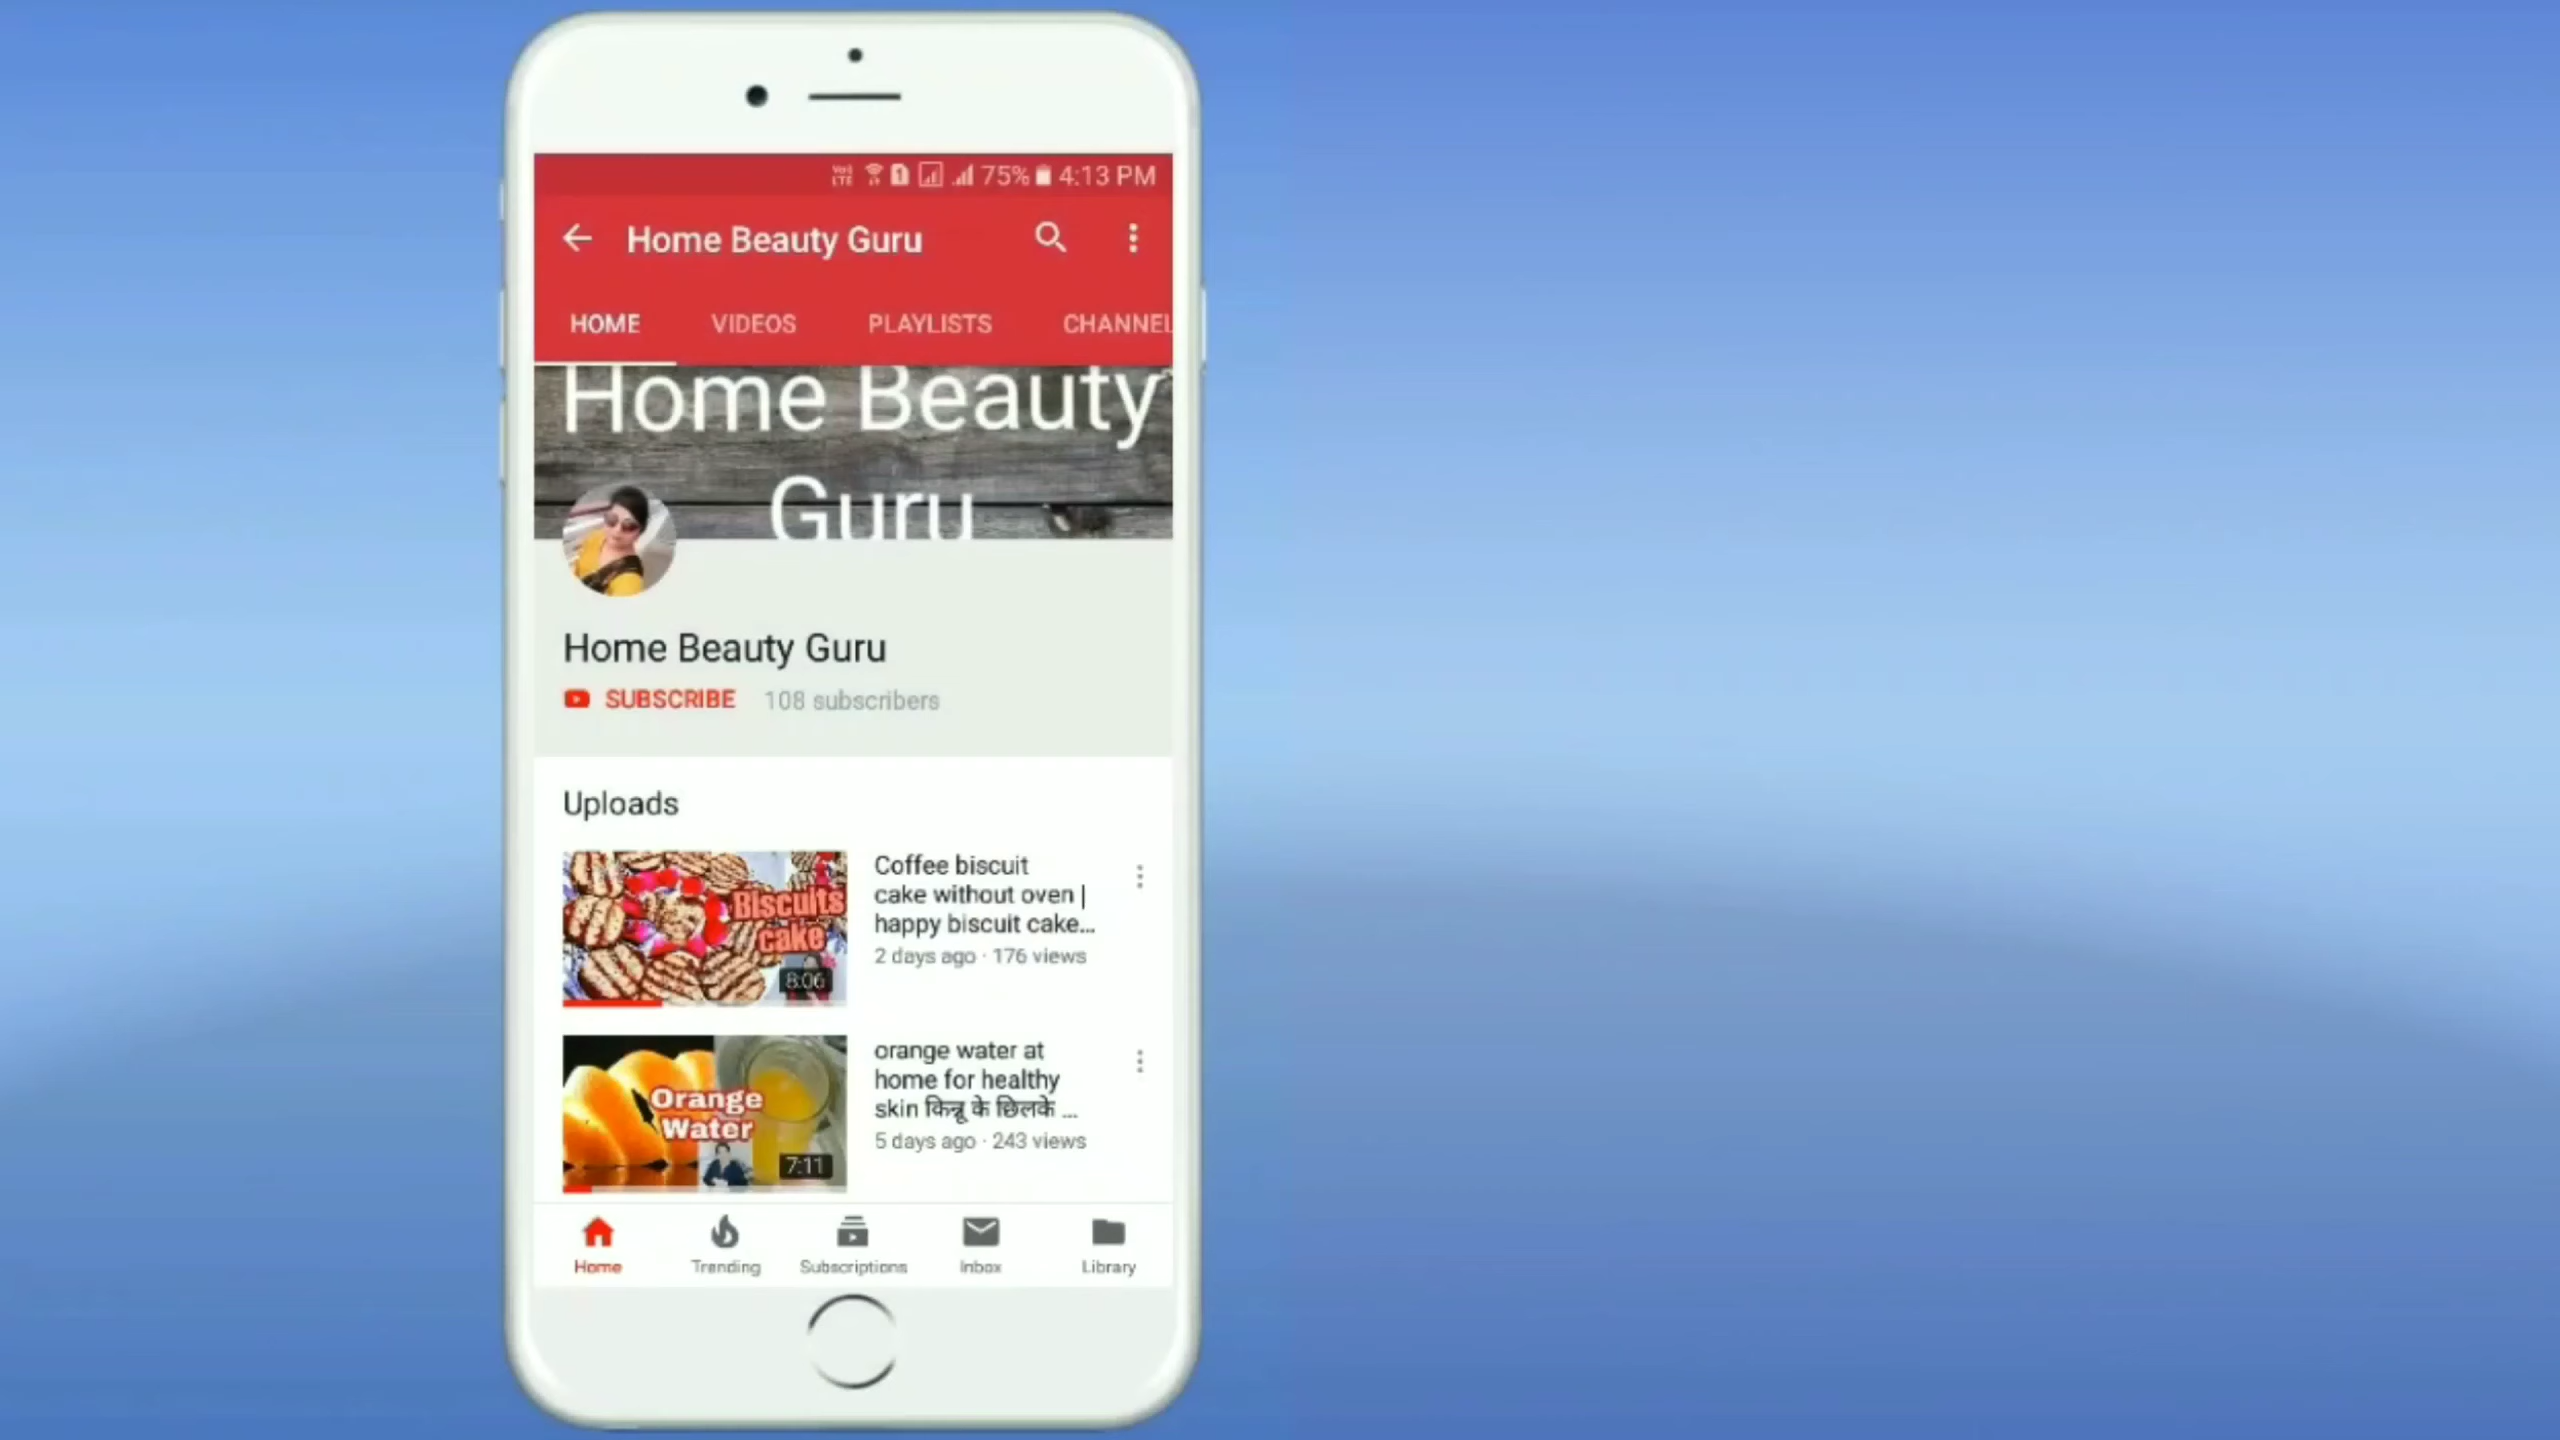 75% 4:13 PM
Home Beauty Guru
HOME VIDEOS PLAYLISTS CHANNEL
Home Beauty
Guru
Home Beauty Guru
SUBSCRIBE 108 subscribers
Uploads
Biscuits
cake
8:06
Coffee biscuit
cake without oven |
happy biscuit cake...
2 days ago · 176 views
Orange
Water
7:11
orange water at
home for healthy
skin किन्नू के छिलके ...
5 days ago · 243 views
Home Trending Subscriptions Inbox Library